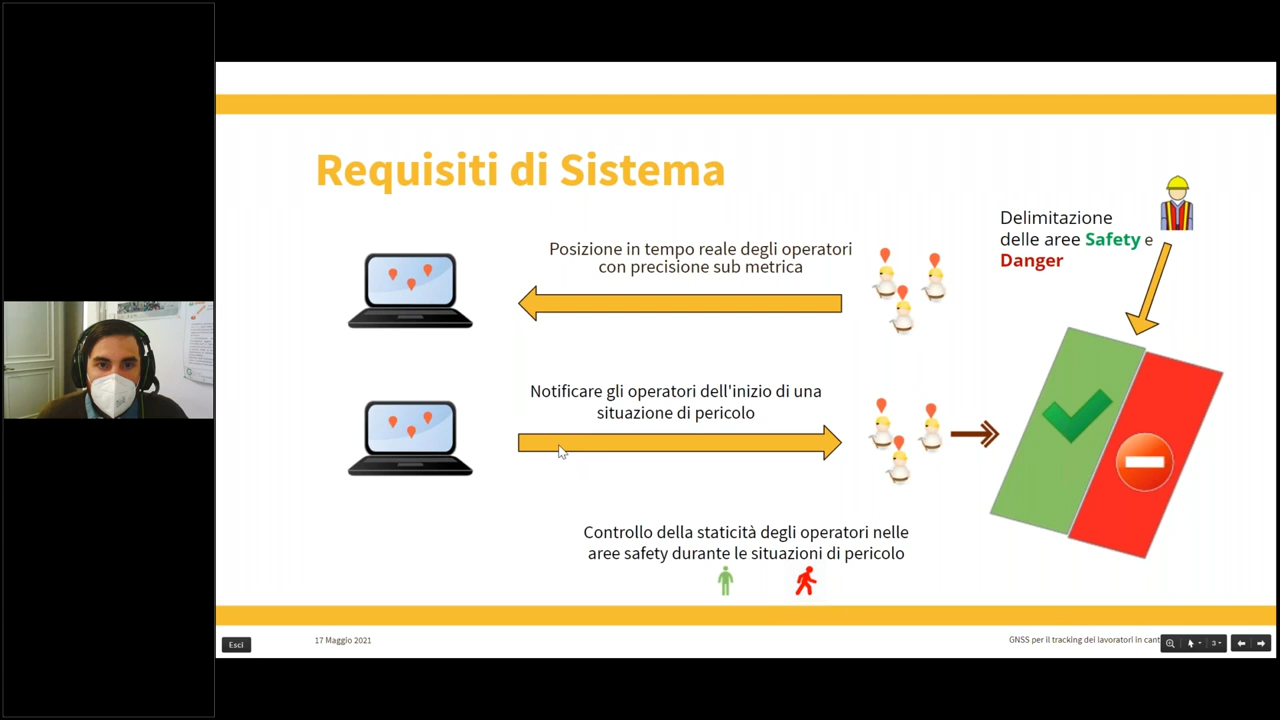 Requisiti di Sistema
Delimitazione
delle aree Safety e
Danger
Posizione in tempo reale degli operatori
con precisione sub metrica
Notificare gli operatori dell'inizio di una
situazione di pericolo
Controllo della staticità degli operatori nelle
aree safety durante le situazioni di pericolo
Esci
17 Maggio 2021
GNSS per il tracking dei lavoratori in cant
3